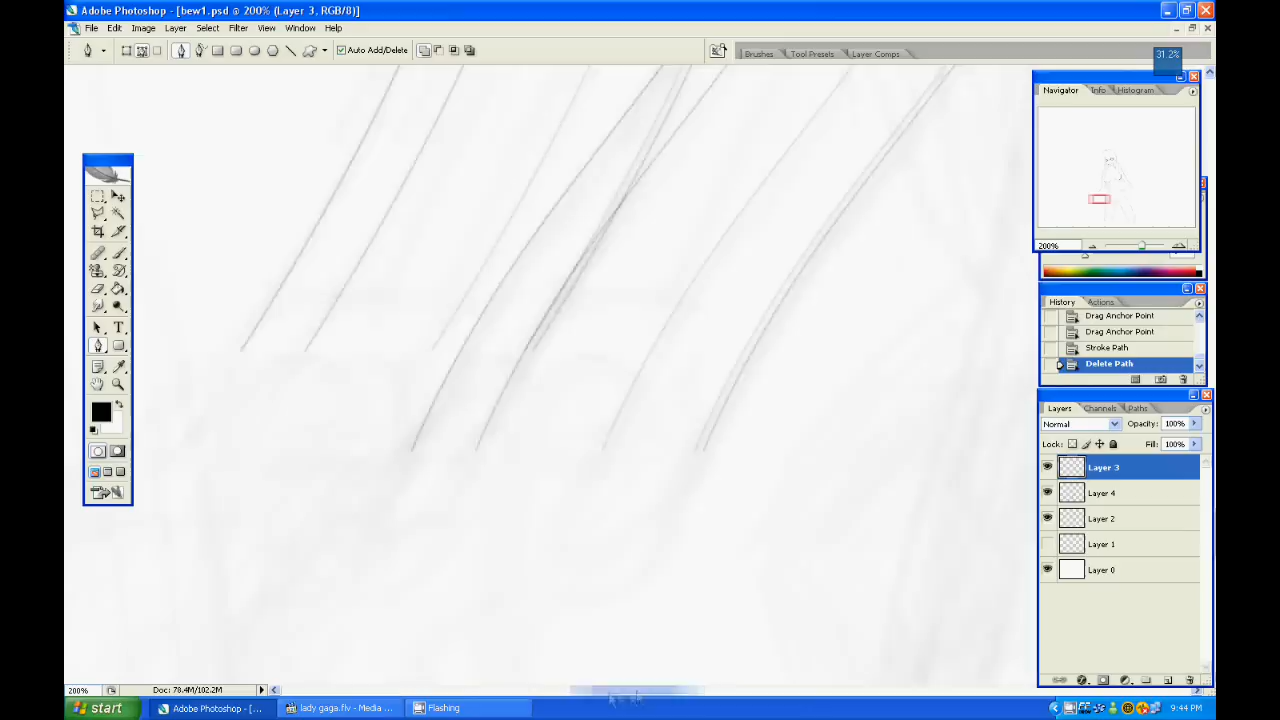 Adobe Photoshop - [bew1.psd @ 200% (Layer 3, RGB/8)]
File Edit Image Layer Select Filter View Window Help
Auto Add/Delete
Brushes Tool Presets Layer Comps
31.2%
Navigator Info Histogram
200%
History Actions
Drag Anchor Point
Drag Anchor Point
Stroke Path
Delete Path
Layers Channels Paths
Normal Opacity: 100%
Lock: Fill: 100%
Layer 3
Layer 4
Layer 2
Layer 1
Layer 0
T
200% Doc: 78.4M/102.2M
start Adobe Photoshop - [... lady gaga.flv - Media ... Flashing 9:44 PM